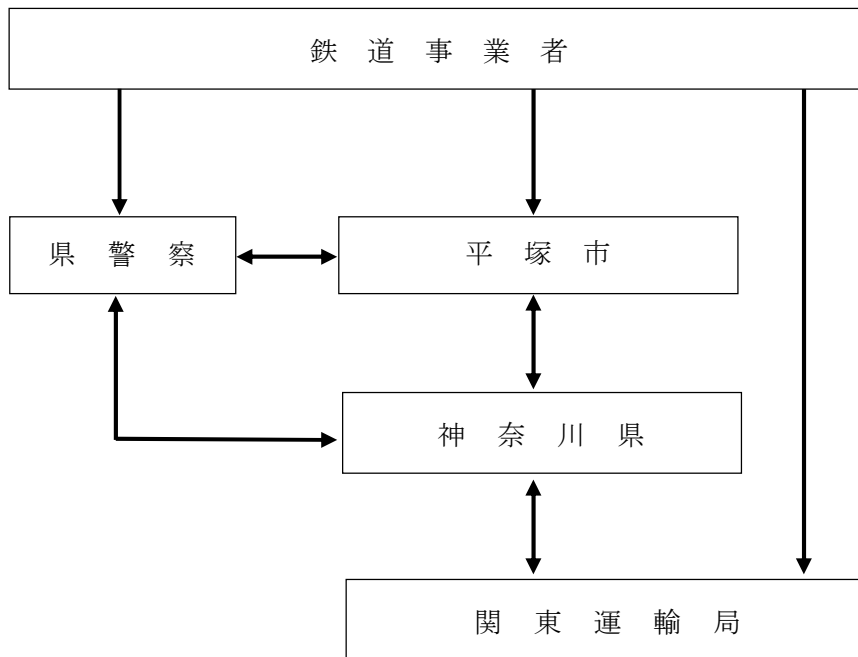 鉄道事業者
県警察
平塚市
神奈川県
関東運輸局